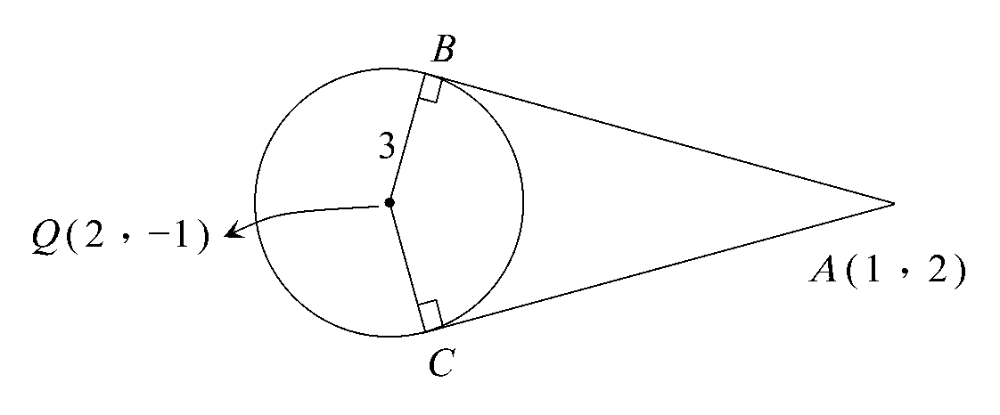 B
3
Q(2 , −1)
A(1 , 2)
C